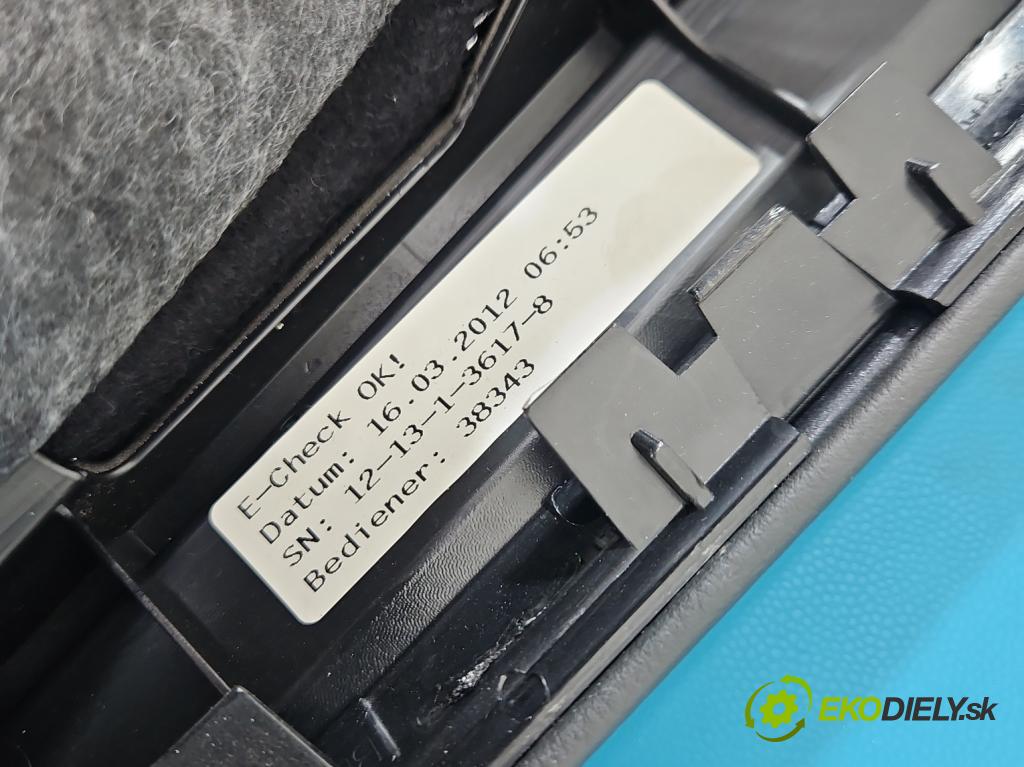 E-Check OK!
Datum: 16.03.2012 06:53
SN: 12-13-1-3617-8
Bediener: 38343
EKODIELY.sk